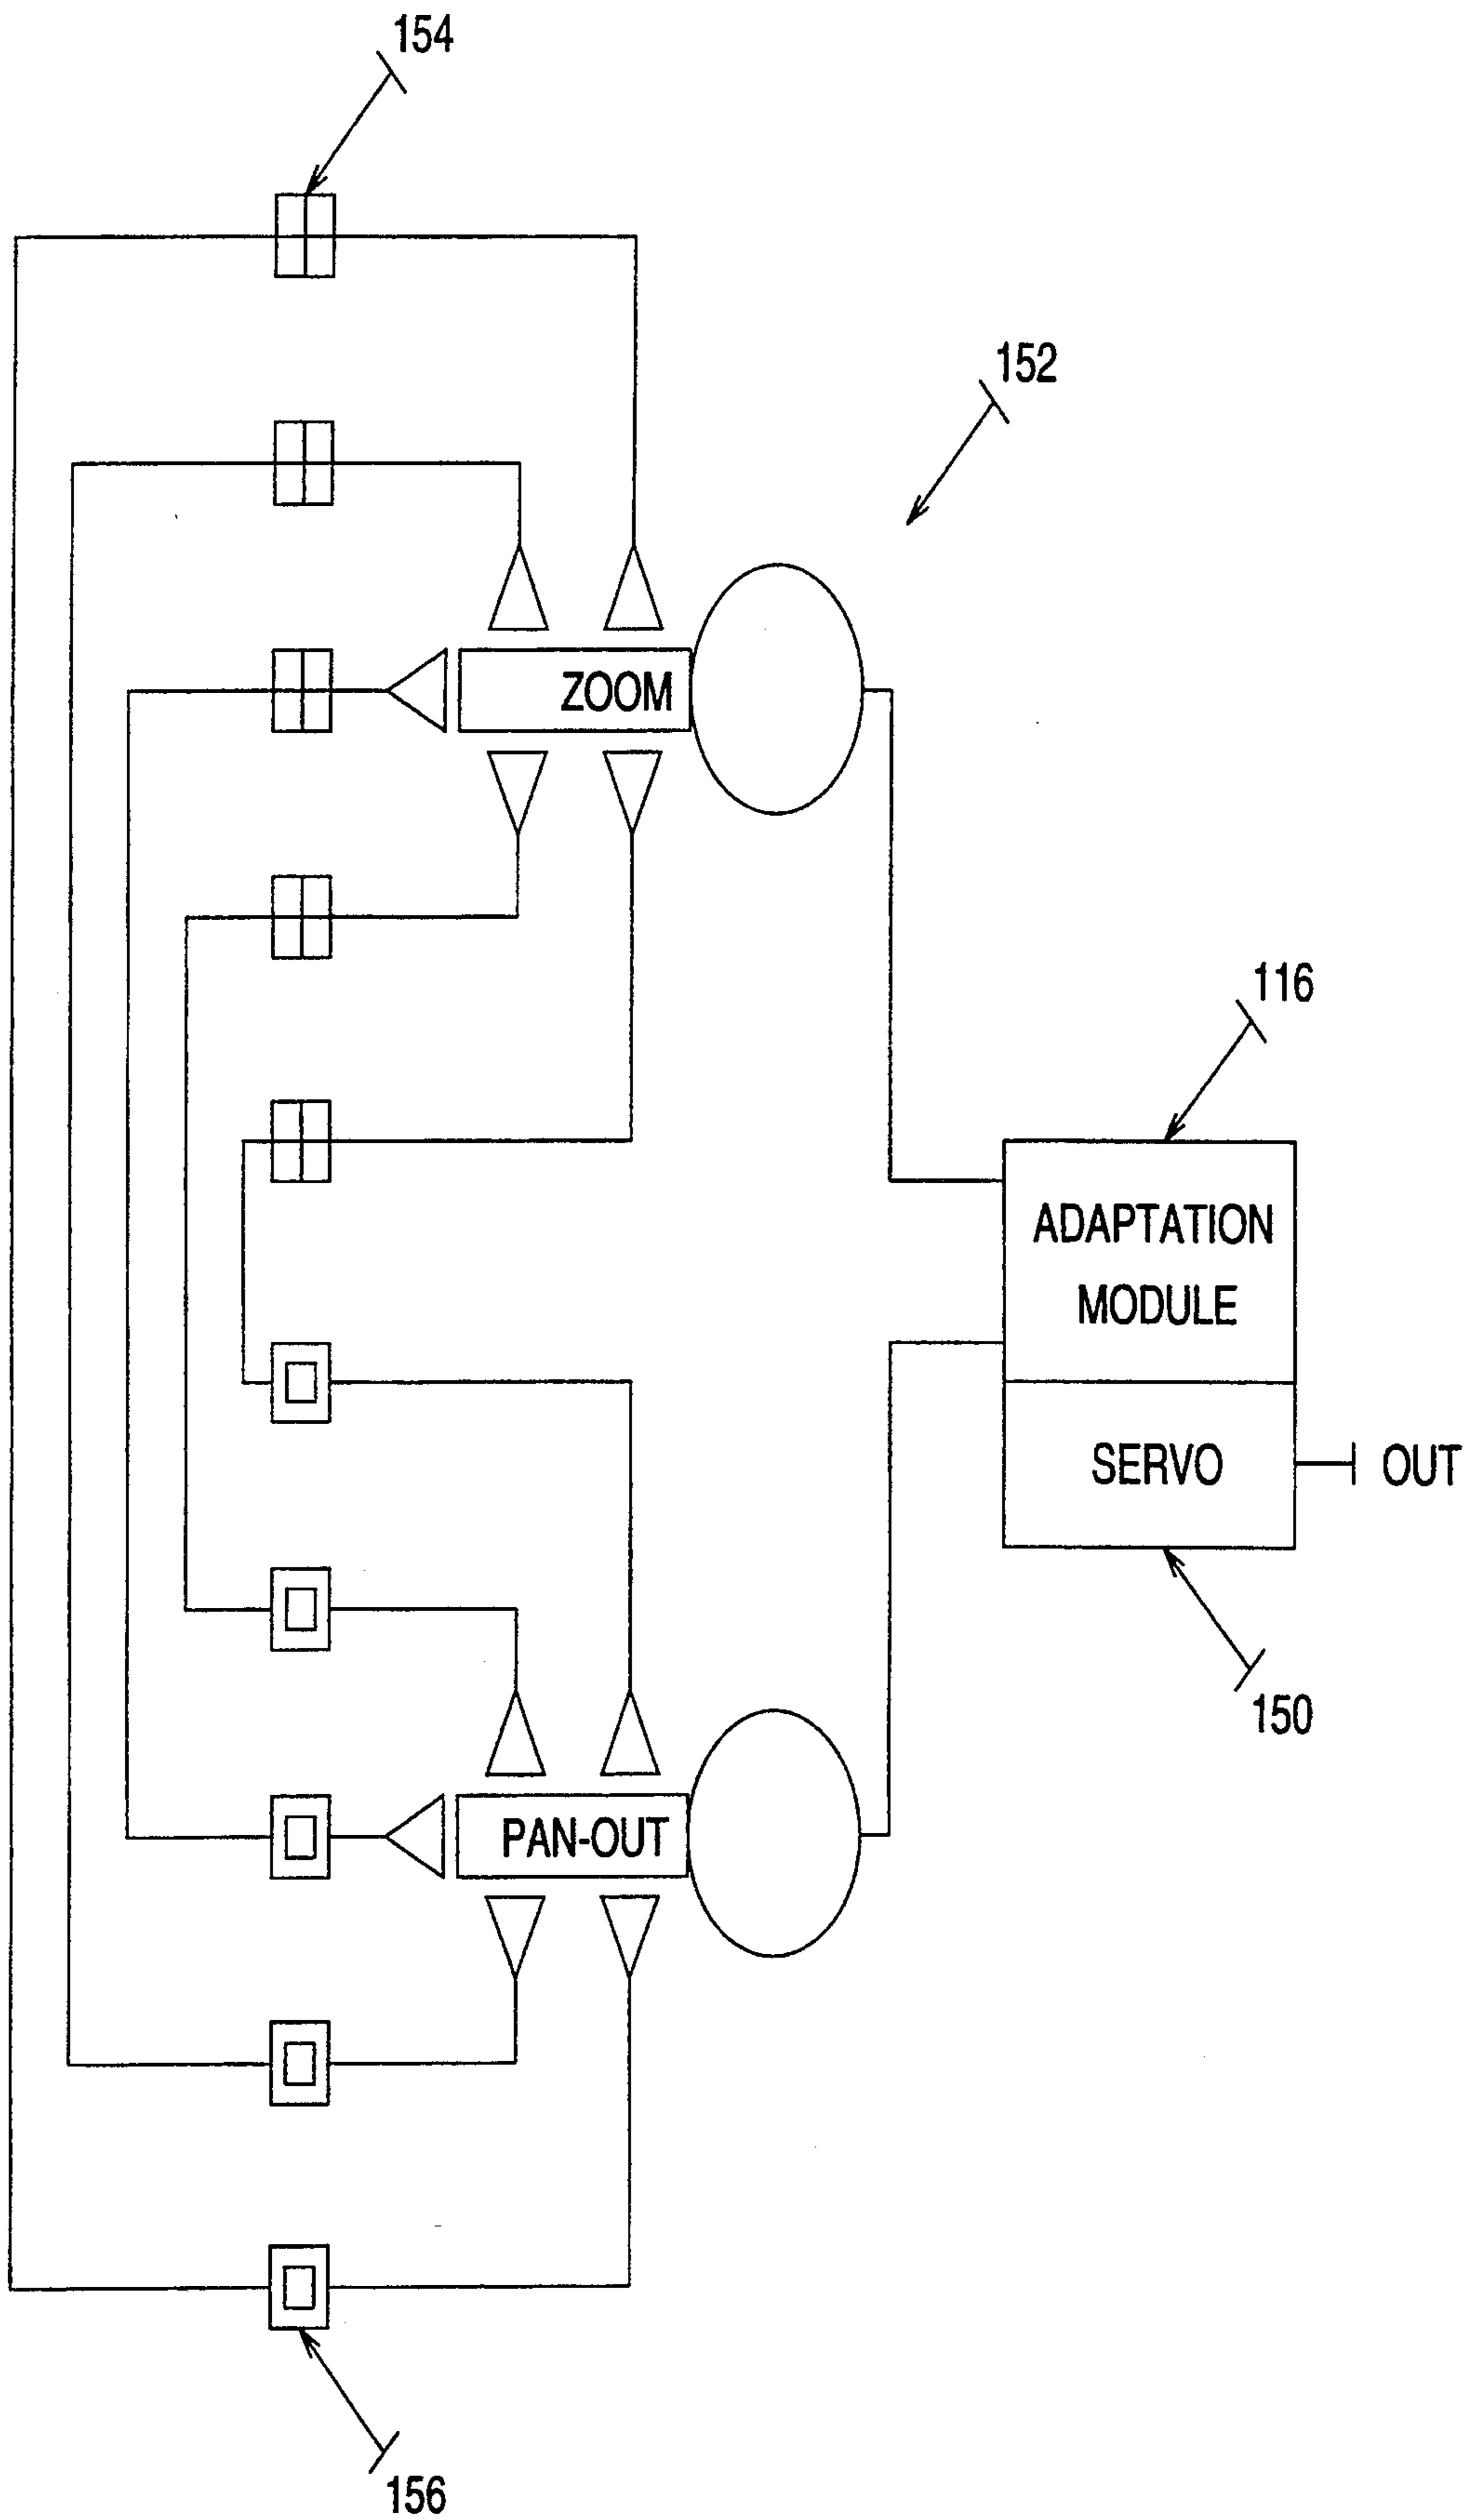 154
152
ZOOM
116
ADAPTATION
MODULE
SERVO
OUT
150
PAN-OUT
156